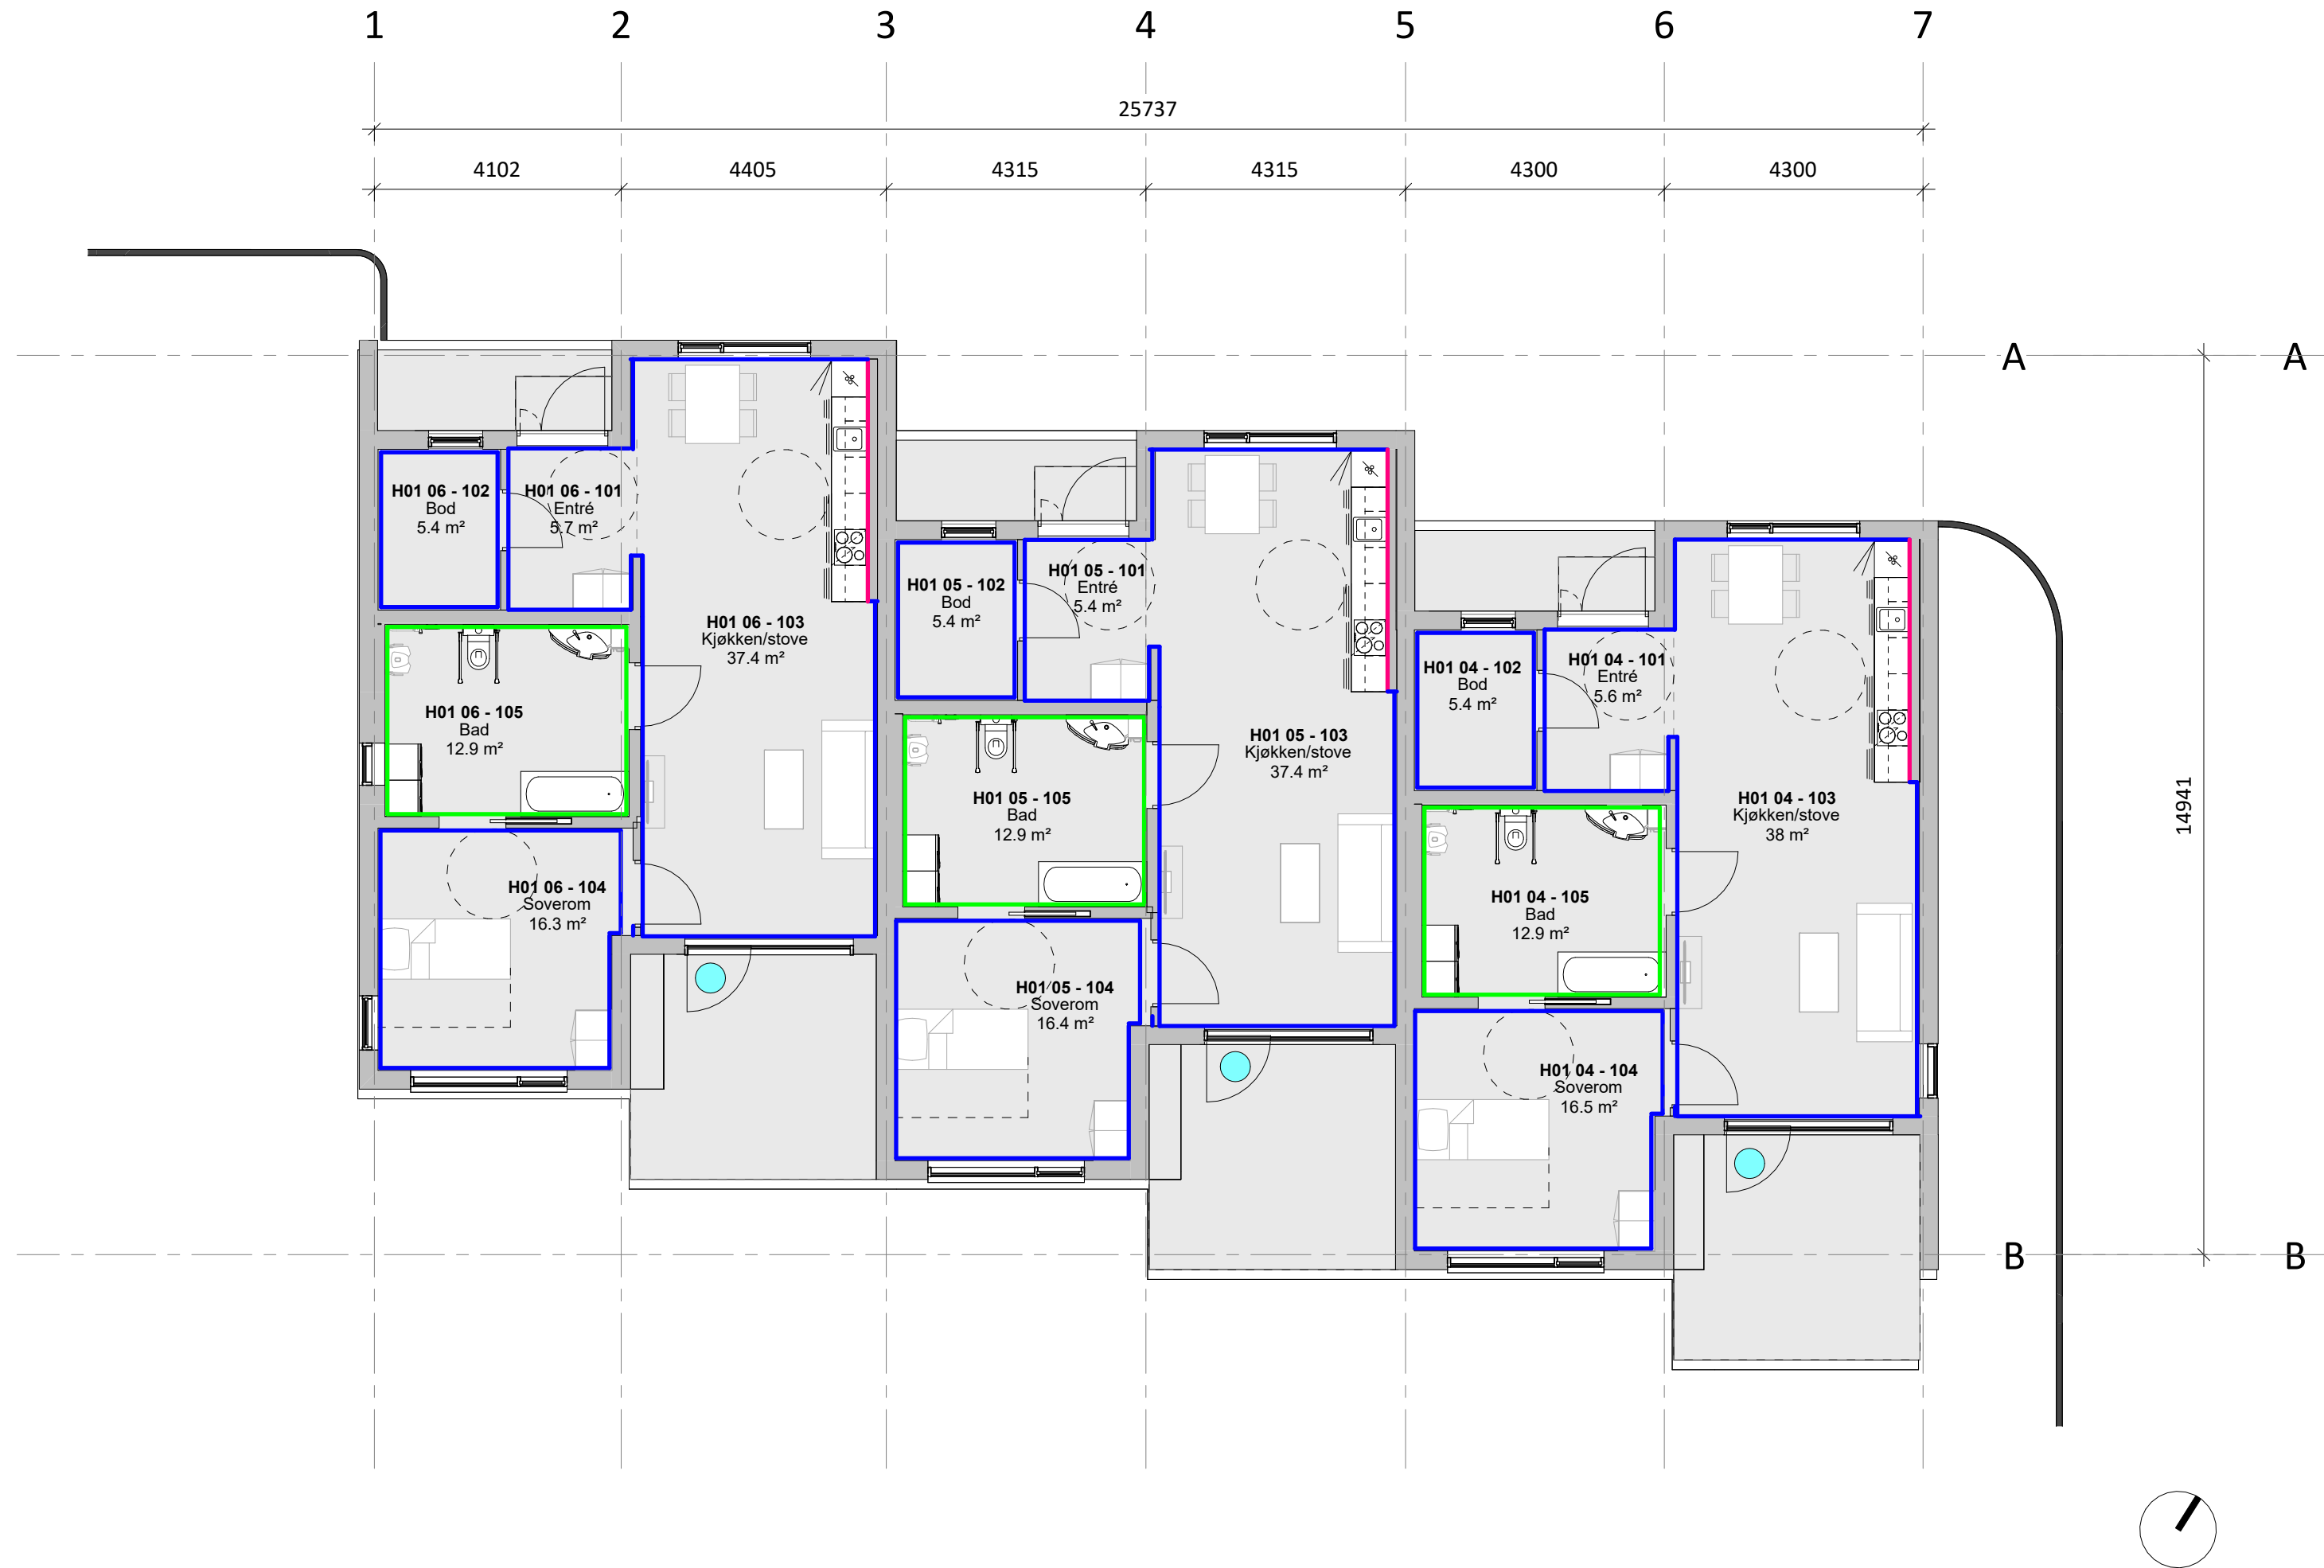 1 2 3 4 5 6 7
25737
4102 4405 4315 4315 4300 4300
A A
H01 06 - 102
Bod
5.4 m²
H01 06 - 101
Entré
5.7 m²
H01 06 - 103
Kjøkken/stove
37.4 m²
H01 06 - 105
Bad
12.9 m²
H01 06 - 104
Soverom
16.3 m²
H01 05 - 102
Bod
5.4 m²
H01 05 - 101
Entré
5.4 m²
H01 05 - 103
Kjøkken/stove
37.4 m²
H01 05 - 105
Bad
12.9 m²
H01 05 - 104
Soverom
16.4 m²
H01 04 - 102
Bod
5.4 m²
H01 04 - 101
Entré
5.6 m²
H01 04 - 103
Kjøkken/stove
38 m²
H01 04 - 105
Bad
12.9 m²
H01 04 - 104
Soverom
16.5 m²
14941
B B